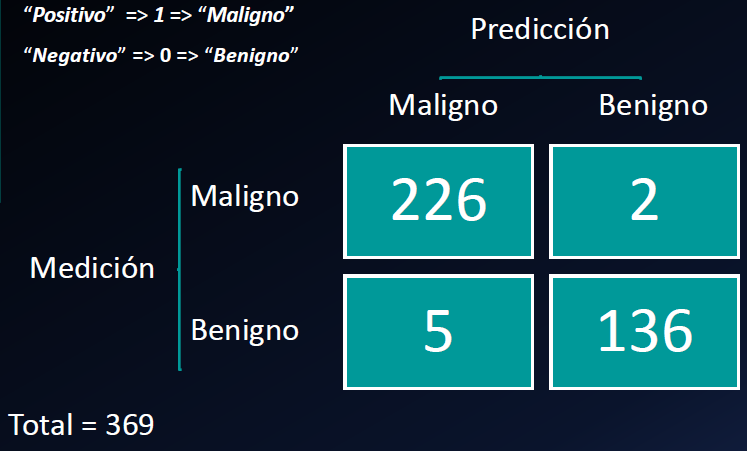 “Positivo” => 1 => “Maligno”
“Negativo” => 0 => “Benigno”
Predicción
Maligno Benigno
Maligno 226 2
Medición
Benigno 5 136
Total = 369